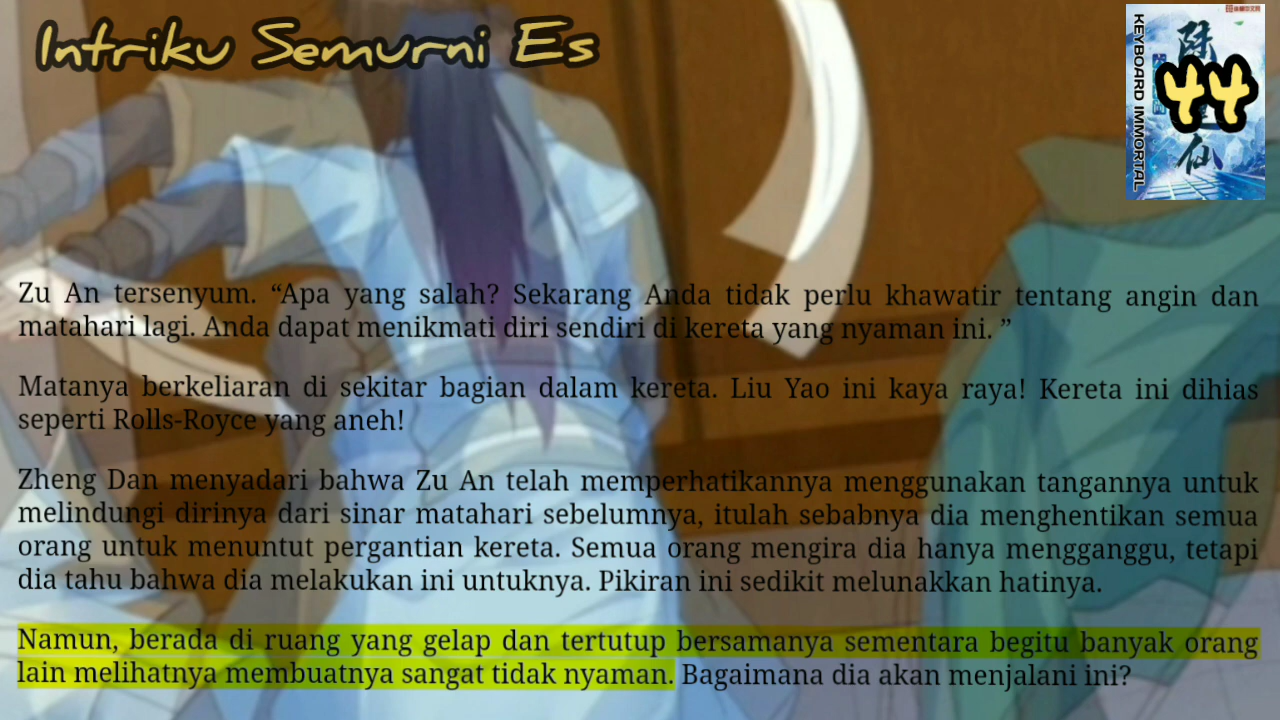 Intriku Semurni Es
KEYBOARD IMMORTAL
44
仙
Zu An tersenyum. “Apa yang salah? Sekarang Anda tidak perlu khawatir tentang angin dan
matahari lagi. Anda dapat menikmati diri sendiri di kereta yang nyaman ini. ”
Matanya berkeliaran di sekitar bagian dalam kereta. Liu Yao ini kaya raya! Kereta ini dihias
seperti Rolls-Royce yang aneh!
Zheng Dan menyadari bahwa Zu An telah memperhatikannya menggunakan tangannya untuk
melindungi dirinya dari sinar matahari sebelumnya, itulah sebabnya dia menghentikan semua
orang untuk menuntut pergantian kereta. Semua orang mengira dia hanya mengganggu, tetapi
dia tahu bahwa dia melakukan ini untuknya. Pikiran ini sedikit melunakkan hatinya.
Namun, berada di ruang yang gelap dan tertutup bersamanya sementara begitu banyak orang
lain melihatnya membuatnya sangat tidak nyaman. Bagaimana dia akan menjalani ini?